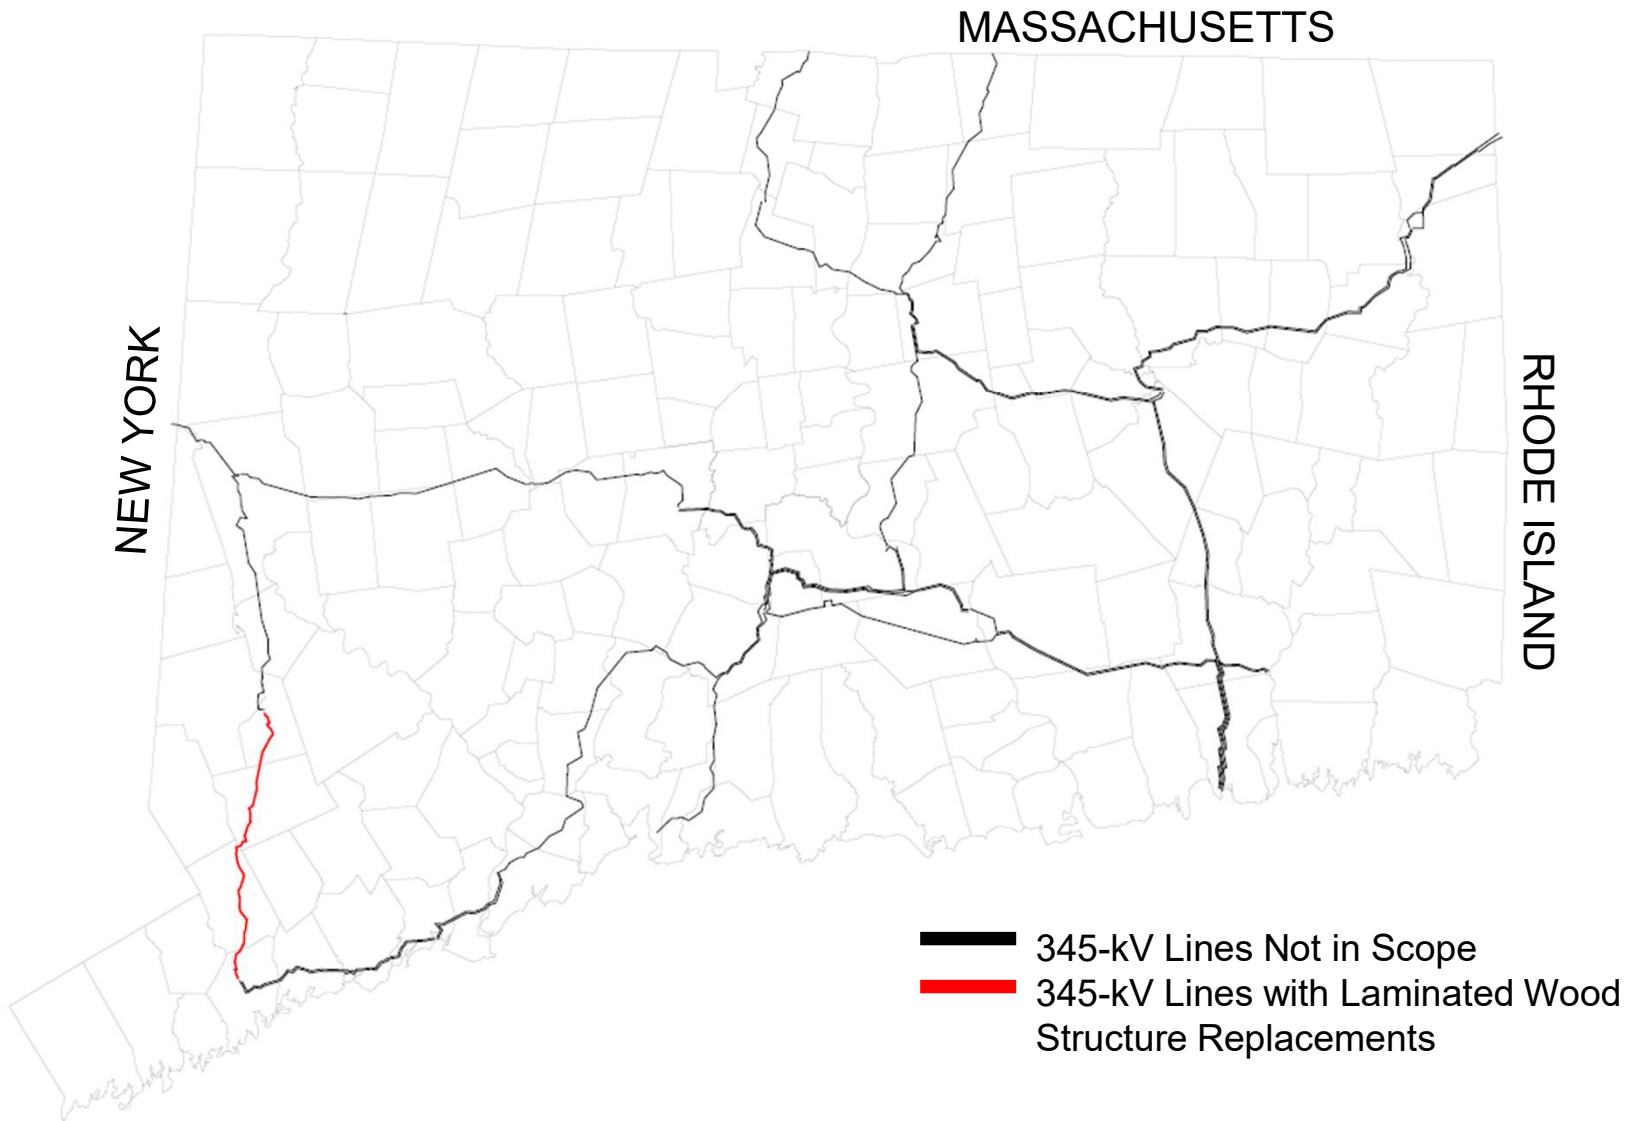 MASSACHUSETTS
NEW YORK
RHODE ISLAND
345-kV Lines Not in Scope
345-kV Lines with Laminated Wood
Structure Replacements